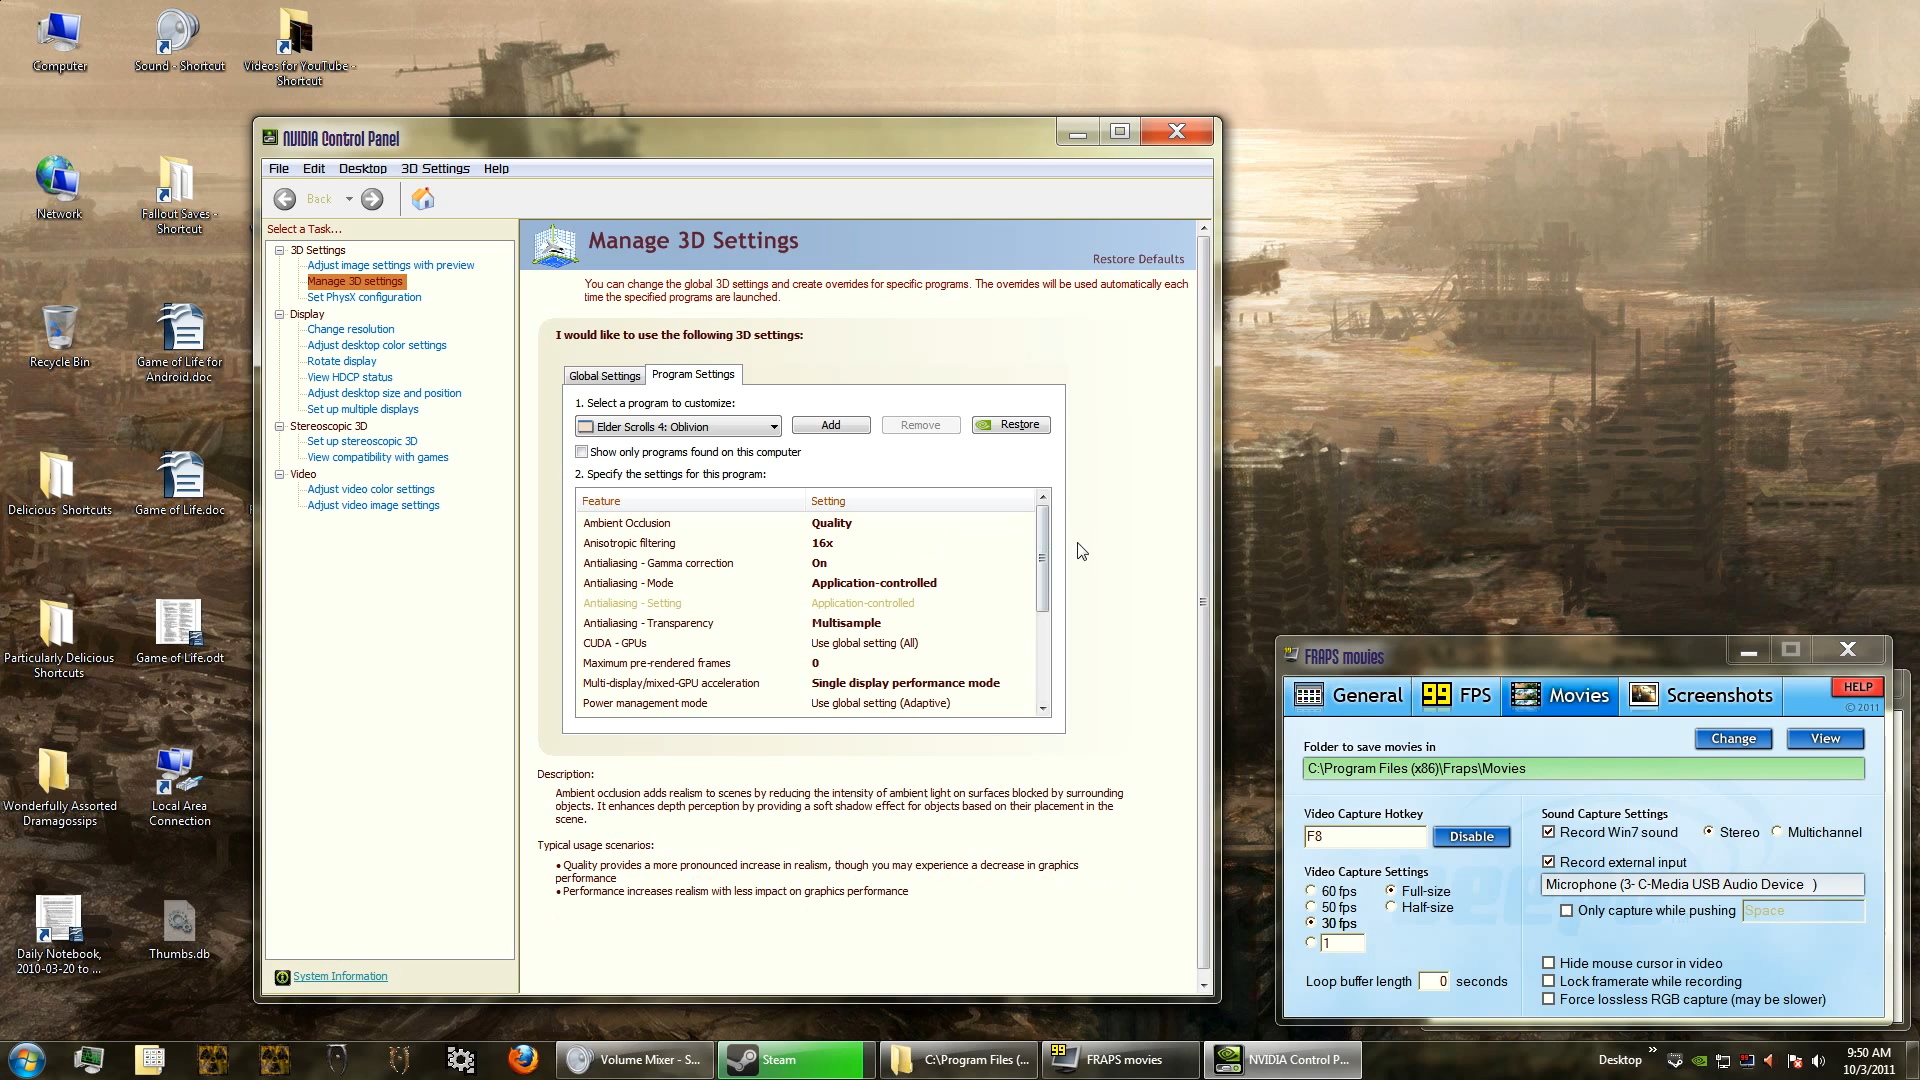 Computer
Sound - Shortcut
Videos for YouTube -
Shortcut
Network
Fallout Saves -
Shortcut
Recycle Bin
Game of Life for
Android.doc
Delicious Shortcuts
Game of Life.doc
Particularly Delicious
Shortcuts
Game of Life.odt
Wonderfully Assorted
Dramagossips
Local Area
Connection
Daily Notebook,
2010-03-20 to ...
Thumbs.db
NVIDIA Control Panel
File Edit Desktop 3D Settings Help
Back
Select a Task...
3D Settings
Adjust image settings with preview
Manage 3D settings
Set PhysX configuration
Display
Change resolution
Adjust desktop color settings
Rotate display
View HDCP status
Adjust desktop size and position
Set up multiple displays
Stereoscopic 3D
Set up stereoscopic 3D
View compatibility with games
Video
Adjust video color settings
Adjust video image settings
System Information
Manage 3D Settings
Restore Defaults
You can change the global 3D settings and create overrides for specific programs. The overrides will be used automatically each
time the specified programs are launched.
I would like to use the following 3D settings:
Global Settings Program Settings
1. Select a program to customize:
Elder Scrolls 4: Oblivion Add Remove Restore
Show only programs found on this computer
2. Specify the settings for this program:
Feature Setting
Ambient Occlusion Quality
Anisotropic filtering 16x
Antialiasing - Gamma correction On
Antialiasing - Mode Application-controlled
Antialiasing - Setting Application-controlled
Antialiasing - Transparency Multisample
CUDA - GPUs Use global setting (All)
Maximum pre-rendered frames 0
Multi-display/mixed-GPU acceleration Single display performance mode
Power management mode Use global setting (Adaptive)
Description:
Ambient occlusion adds realism to scenes by reducing the intensity of ambient light on surfaces blocked by surrounding
objects. It enhances depth perception by providing a soft shadow effect for objects based on their placement in the
scene.
Typical usage scenarios:
• Quality provides a more pronounced increase in realism, though you may experience a decrease in graphics
performance
• Performance increases realism with less impact on graphics performance
FRAPS movies
General 99 FPS Movies Screenshots HELP
© 2011
Folder to save movies in Change View
C:\Program Files (x86)\Fraps\Movies
Video Capture Hotkey
F8 Disable
Video Capture Settings
60 fps Full-size
50 fps Half-size
30 fps
1
Loop buffer length 0 seconds
Sound Capture Settings
Record Win7 sound Stereo Multichannel
Record external input
Microphone (3- C-Media USB Audio Device )
Only capture while pushing Space
Hide mouse cursor in video
Lock framerate while recording
Force lossless RGB capture (may be slower)
Volume Mixer - S...
Steam
C:\Program Files (...
99 FRAPS movies
NVIDIA Control P...
Desktop
9:50 AM
10/3/2011